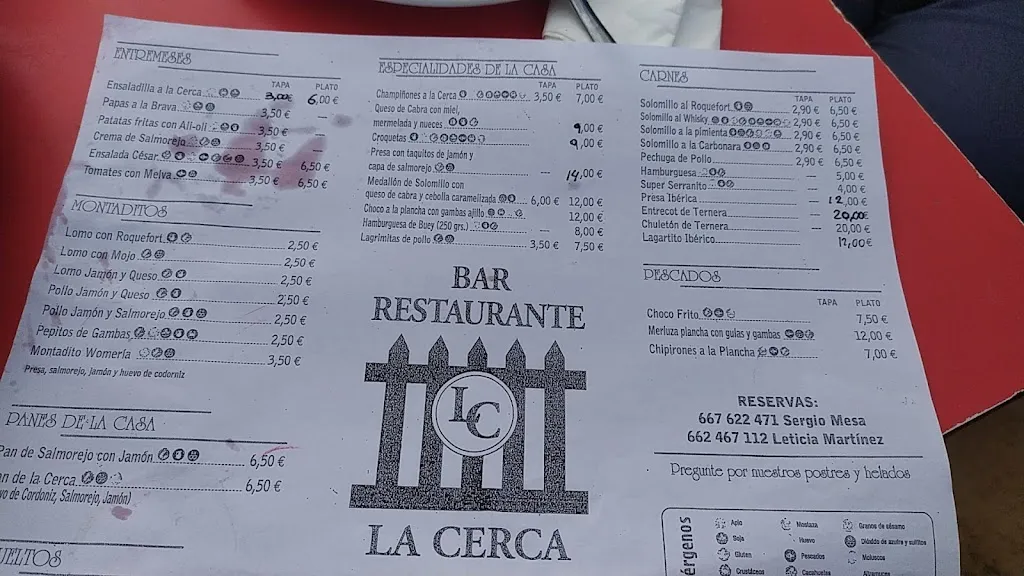 ENTREMESES
TAPA PLATO
Ensaladilla a la Cerca 3,00€ 6,00 €
Papas a la Brava 3,50 € —
Patatas fritas con Ali-oli 3,50 € —
Crema de Salmorejo 3,50 € —
Ensalada César 3,50 € 6,50 €
Tomates con Melva 3,50 € 6,50 €
MONTADITOS
Lomo con Roquefort 2,50 €
Lomo con Mojo 2,50 €
Lomo Jamón y Queso 2,50 €
Pollo Jamón y Queso 2,50 €
Pollo Jamón y Salmorejo 2,50 €
Pepitos de Gambas 2,50 €
Montadito Womerla 3,50 €
Presa, salmorejo, jamón y huevo de codorniz
PANES DE LA CASA
Pan de Salmorejo con Jamón 6,50 €
an de la Cerca 6,50 €
vo de Cordoniz, Salmorejo, Jamón)
UELTOS
ESPECIALIDADES DE LA CASA
TAPA PLATO
Champiñones a la Cerca 3,50 € 7,00 €
Queso de Cabra con miel,
mermelada y nueces 9,00 €
Croquetas — 9,00 €
Presa con taquitos de jamón y
capa de salmorejo — 14,00 €
Medallón de Solomillo con
queso de cabra y cebolla caramelizada 6,00 € 12,00 €
Choco a la plancha con gambas ajillo 12,00 €
Hamburguesa de Buey (250 grs.) — 8,00 €
Lagrimitas de pollo 3,50 € 7,50 €
BAR
RESTAURANTE
LC
LA CERCA
CARNES
TAPA PLATO
Solomillo al Roquefort 2,90 € 6,50 €
Solomillo al Whisky 2,90 € 6,50 €
Solomillo a la pimienta 2,90 € 6,50 €
Solomillo a la Carbonara 2,90 € 6,50 €
Pechuga de Pollo 2,90 € 6,50 €
Hamburguesa — 5,00 €
Super Serranito — 4,00 €
Presa Ibérica — 12,00 €
Entrecot de Ternera — 20,00€
Chuletón de Ternera — 20,00 €
Lagartito Ibérico 12,00€
PESCADOS
TAPA PLATO
Choco Frito 7,50 €
Merluza plancha con gulas y gambas 12,00 €
Chipirones a la Plancha 7,00 €
RESERVAS:
667 622 471 Sergio Mesa
662 467 112 Leticia Martínez
Pregunte por nuestros postres y helados
érgenos
Apio Mostaza Granos de sésamo
Soja Huevo Dióxido de azufre y sulfitos
Gluten Pescados Moluscos
Crustáceos Cacahuetes Altramuces